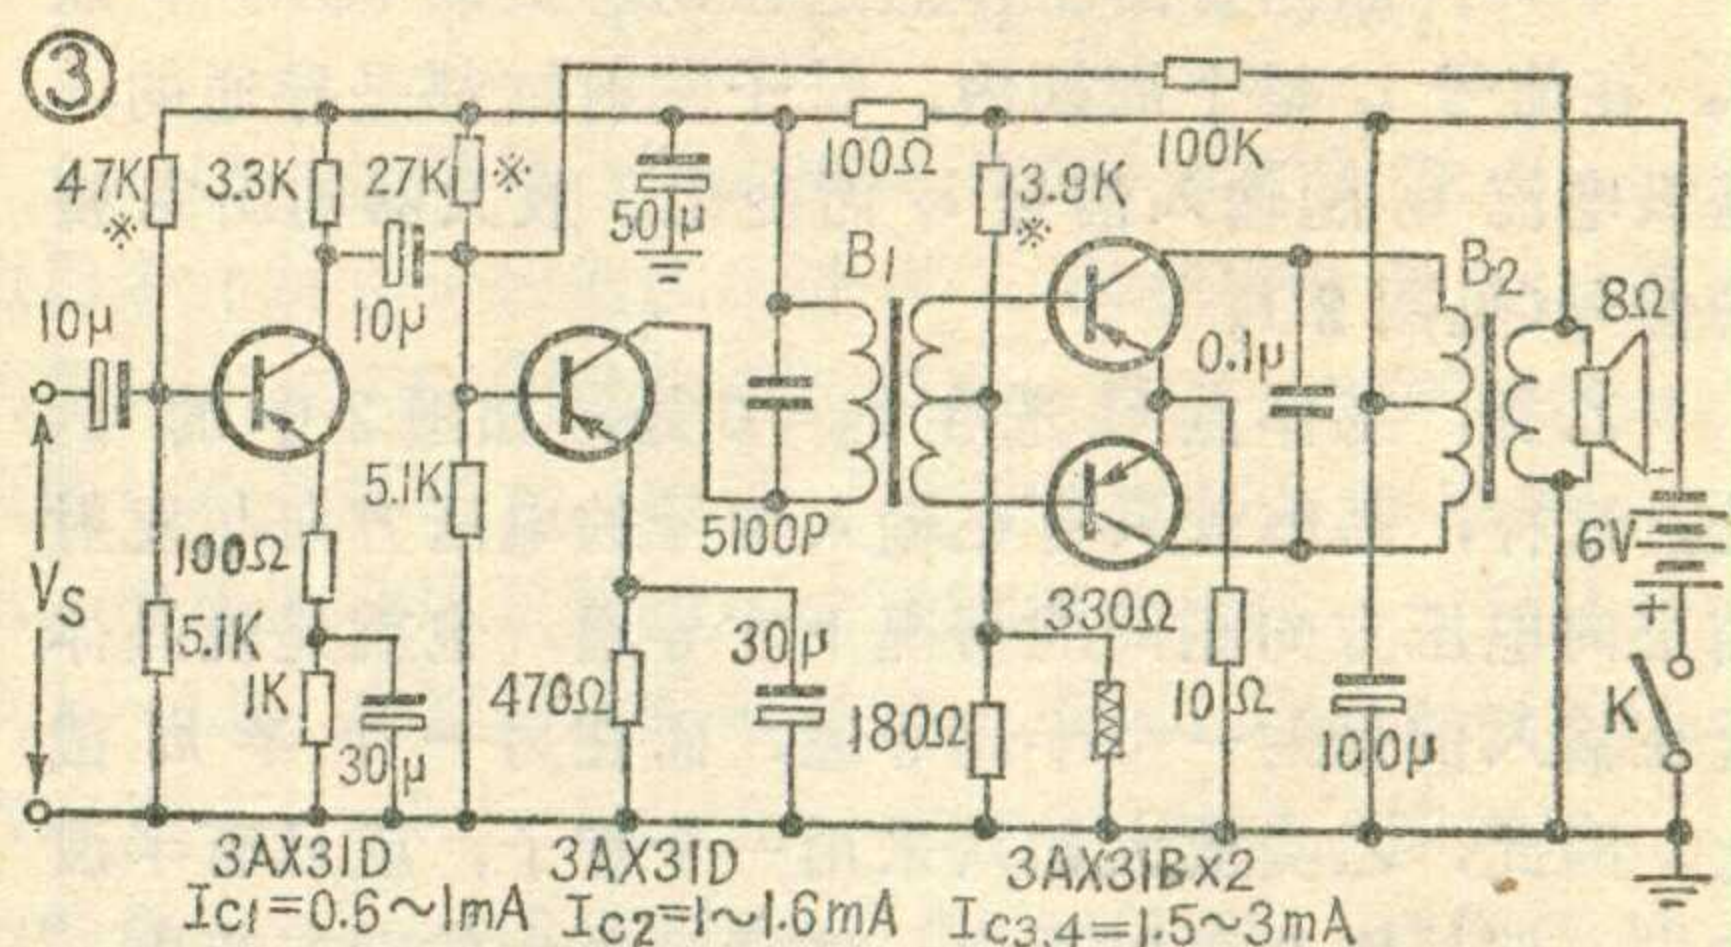 ③
47K
※
3.3K
27K
※
10μ
10μ
50μ
100Ω
100K
3.9K
※
B1
B2
8Ω
0.1μ
5.1K
5100P
100Ω
VS
5.1K
1K
30μ
470Ω
30μ
180Ω
330Ω
10Ω
100μ
6V
-
+
K
3AX31D
3AX31D
3AX31B×2
IC1=0.6~1mA
IC2=1~1.6mA
IC3,4=1.5~3mA